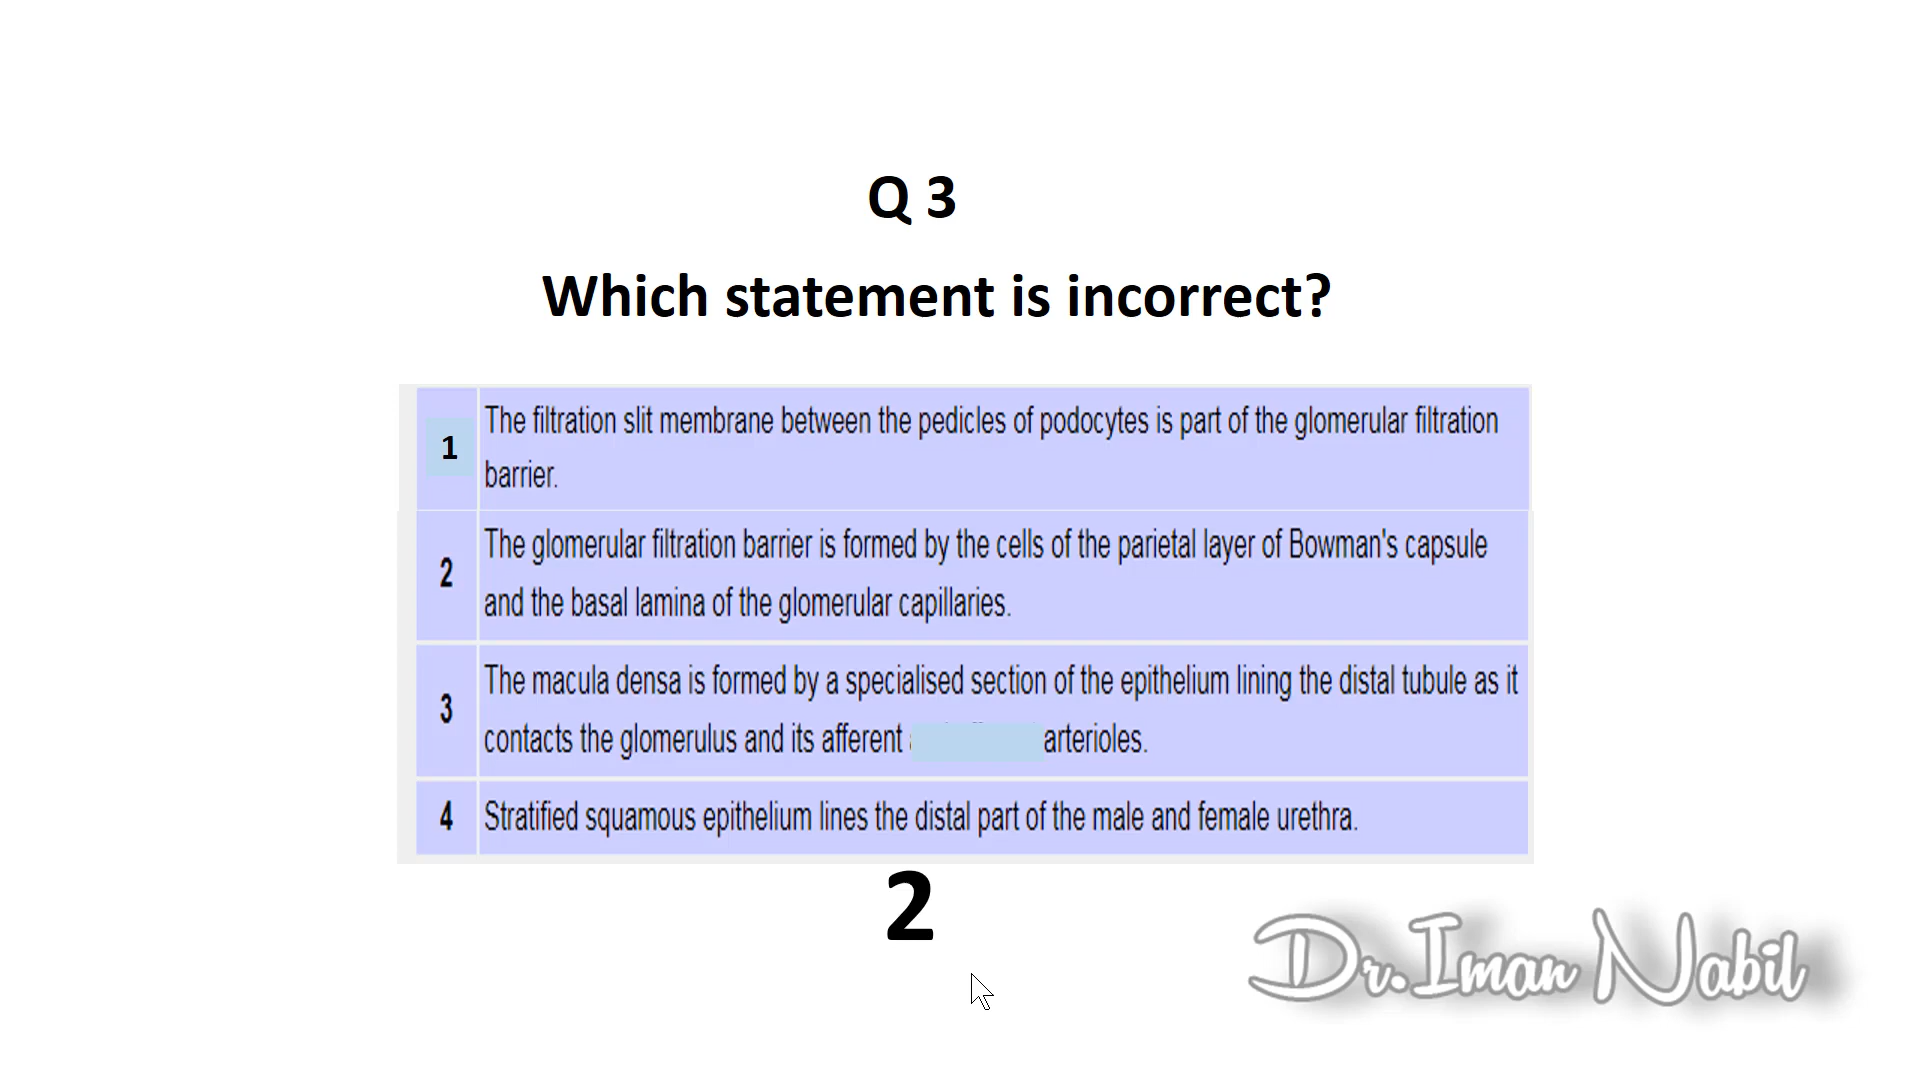 Q 3
Which statement is incorrect?
1
The filtration slit membrane between the pedicles of podocytes is part of the glomerular filtration
barrier.
2
The glomerular filtration barrier is formed by the cells of the parietal layer of Bowman's capsule
and the basal lamina of the glomerular capillaries.
3
The macula densa is formed by a specialised section of the epithelium lining the distal tubule as it
contacts the glomerulus and its afferent arterioles.
4
Stratified squamous epithelium lines the distal part of the male and female urethra.
2
Dr.Iman Nabil